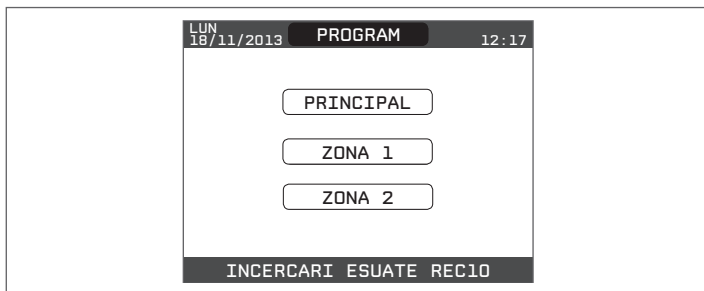 LUN
18/11/2013 PROGRAM 12:17
PRINCIPAL
ZONA 1
ZONA 2
INCERCARI ESUATE REC10